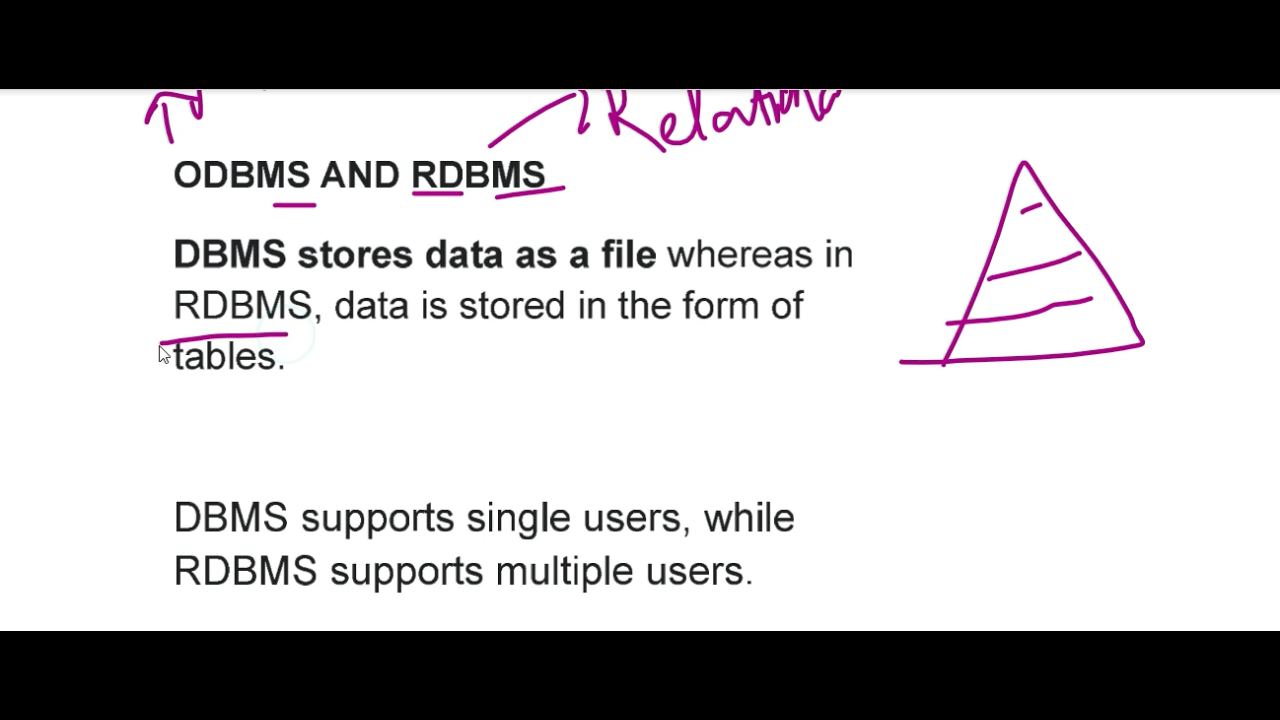 Relationa
ODBMS AND RDBMS
DBMS stores data as a file whereas in
RDBMS, data is stored in the form of
tables.
DBMS supports single users, while
RDBMS supports multiple users.